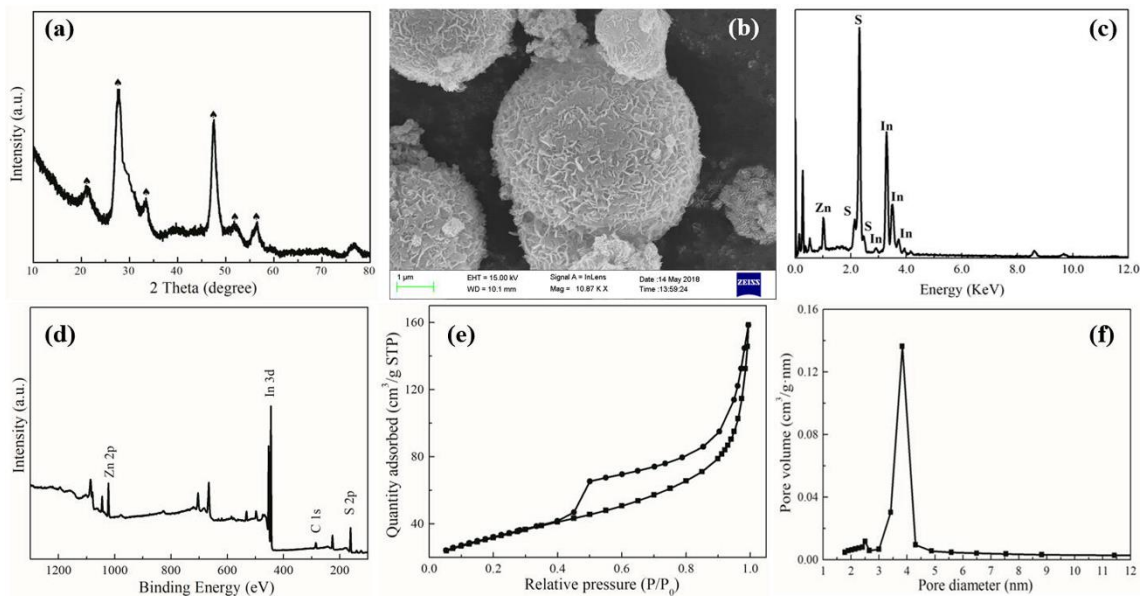 (a)
Intensity (a.u.)
10 20 30 40 50 60 70 80
2 Theta (degree)
(b)
1 μm
EHT = 15.00 kV
WD = 10.1 mm
Signal A = InLens
Mag = 10.87 K X
Date :14 May 2018
Time :13:59:24
ZEISS
(c)
Intensity (a.u.)
S
In
Zn
S
S
In
In
In
0.0 2.0 4.0 6.0 8.0 10.0 12.0
Energy (KeV)
(d)
Intensity (a.u.)
Zn 2p
In 3d
C 1s
S 2p
1200 1000 800 600 400 200
Binding Energy (eV)
(e)
Quantity adsorbed (cm³/g STP)
160
120
80
40
0.0 0.2 0.4 0.6 0.8 1.0
Relative pressure (P/P₀)
(f)
Pore volume (cm³/g·nm)
0.16
0.12
0.08
0.04
0.00
1 2 3 4 5 6 7 8 9 10 11 12
Pore diameter (nm)